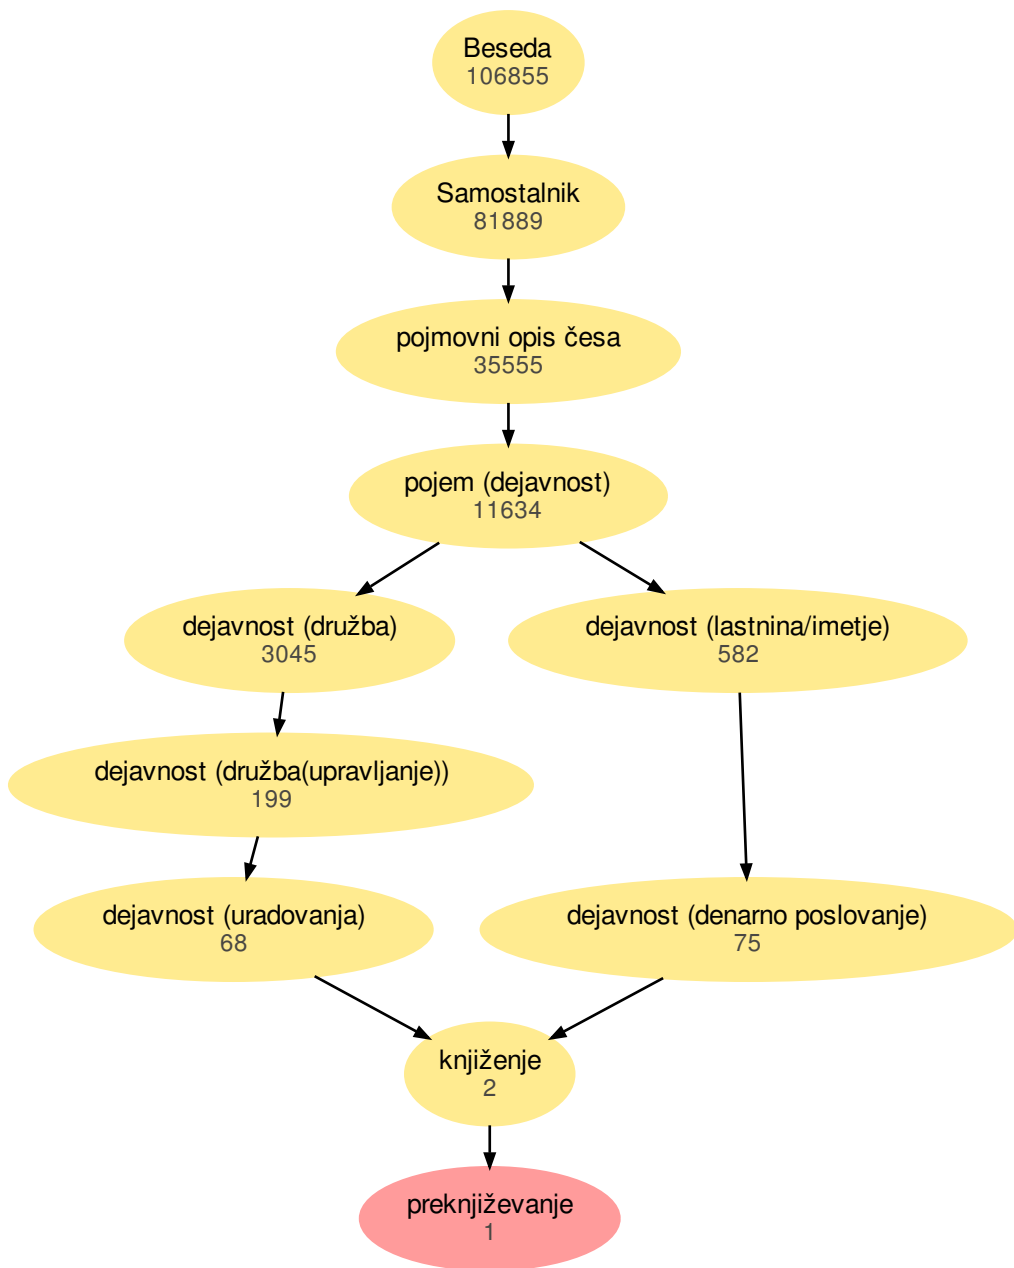 Beseda
106855
Samostalnik
81889
pojmovni opis česa
35555
pojem (dejavnost)
11634
dejavnost (družba)
3045
dejavnost (lastnina/imetje)
582
dejavnost (družba(upravljanje))
199
dejavnost (uradovanja)
68
dejavnost (denarno poslovanje)
75
knjiženje
2
preknjiževanje
1